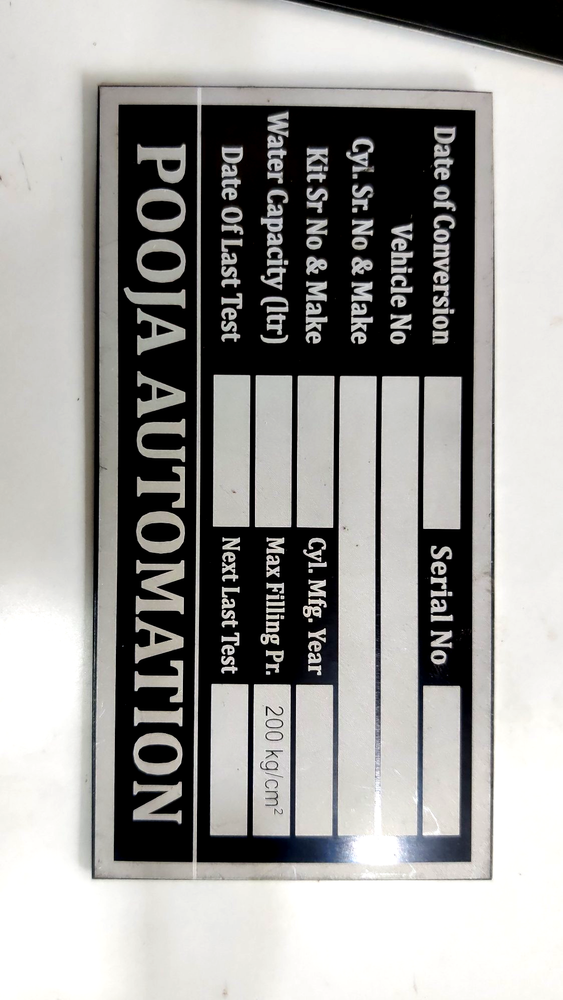 Date of Conversion Serial No
Vehicle No
Cyl. Sr. No & Make
Kit Sr No & Make Cyl. Mfg. Year
Water Capacity (ltr) Max Filling Pr. 200 kg/cm²
Date Of Last Test Next Last Test
POOJA AUTOMATION